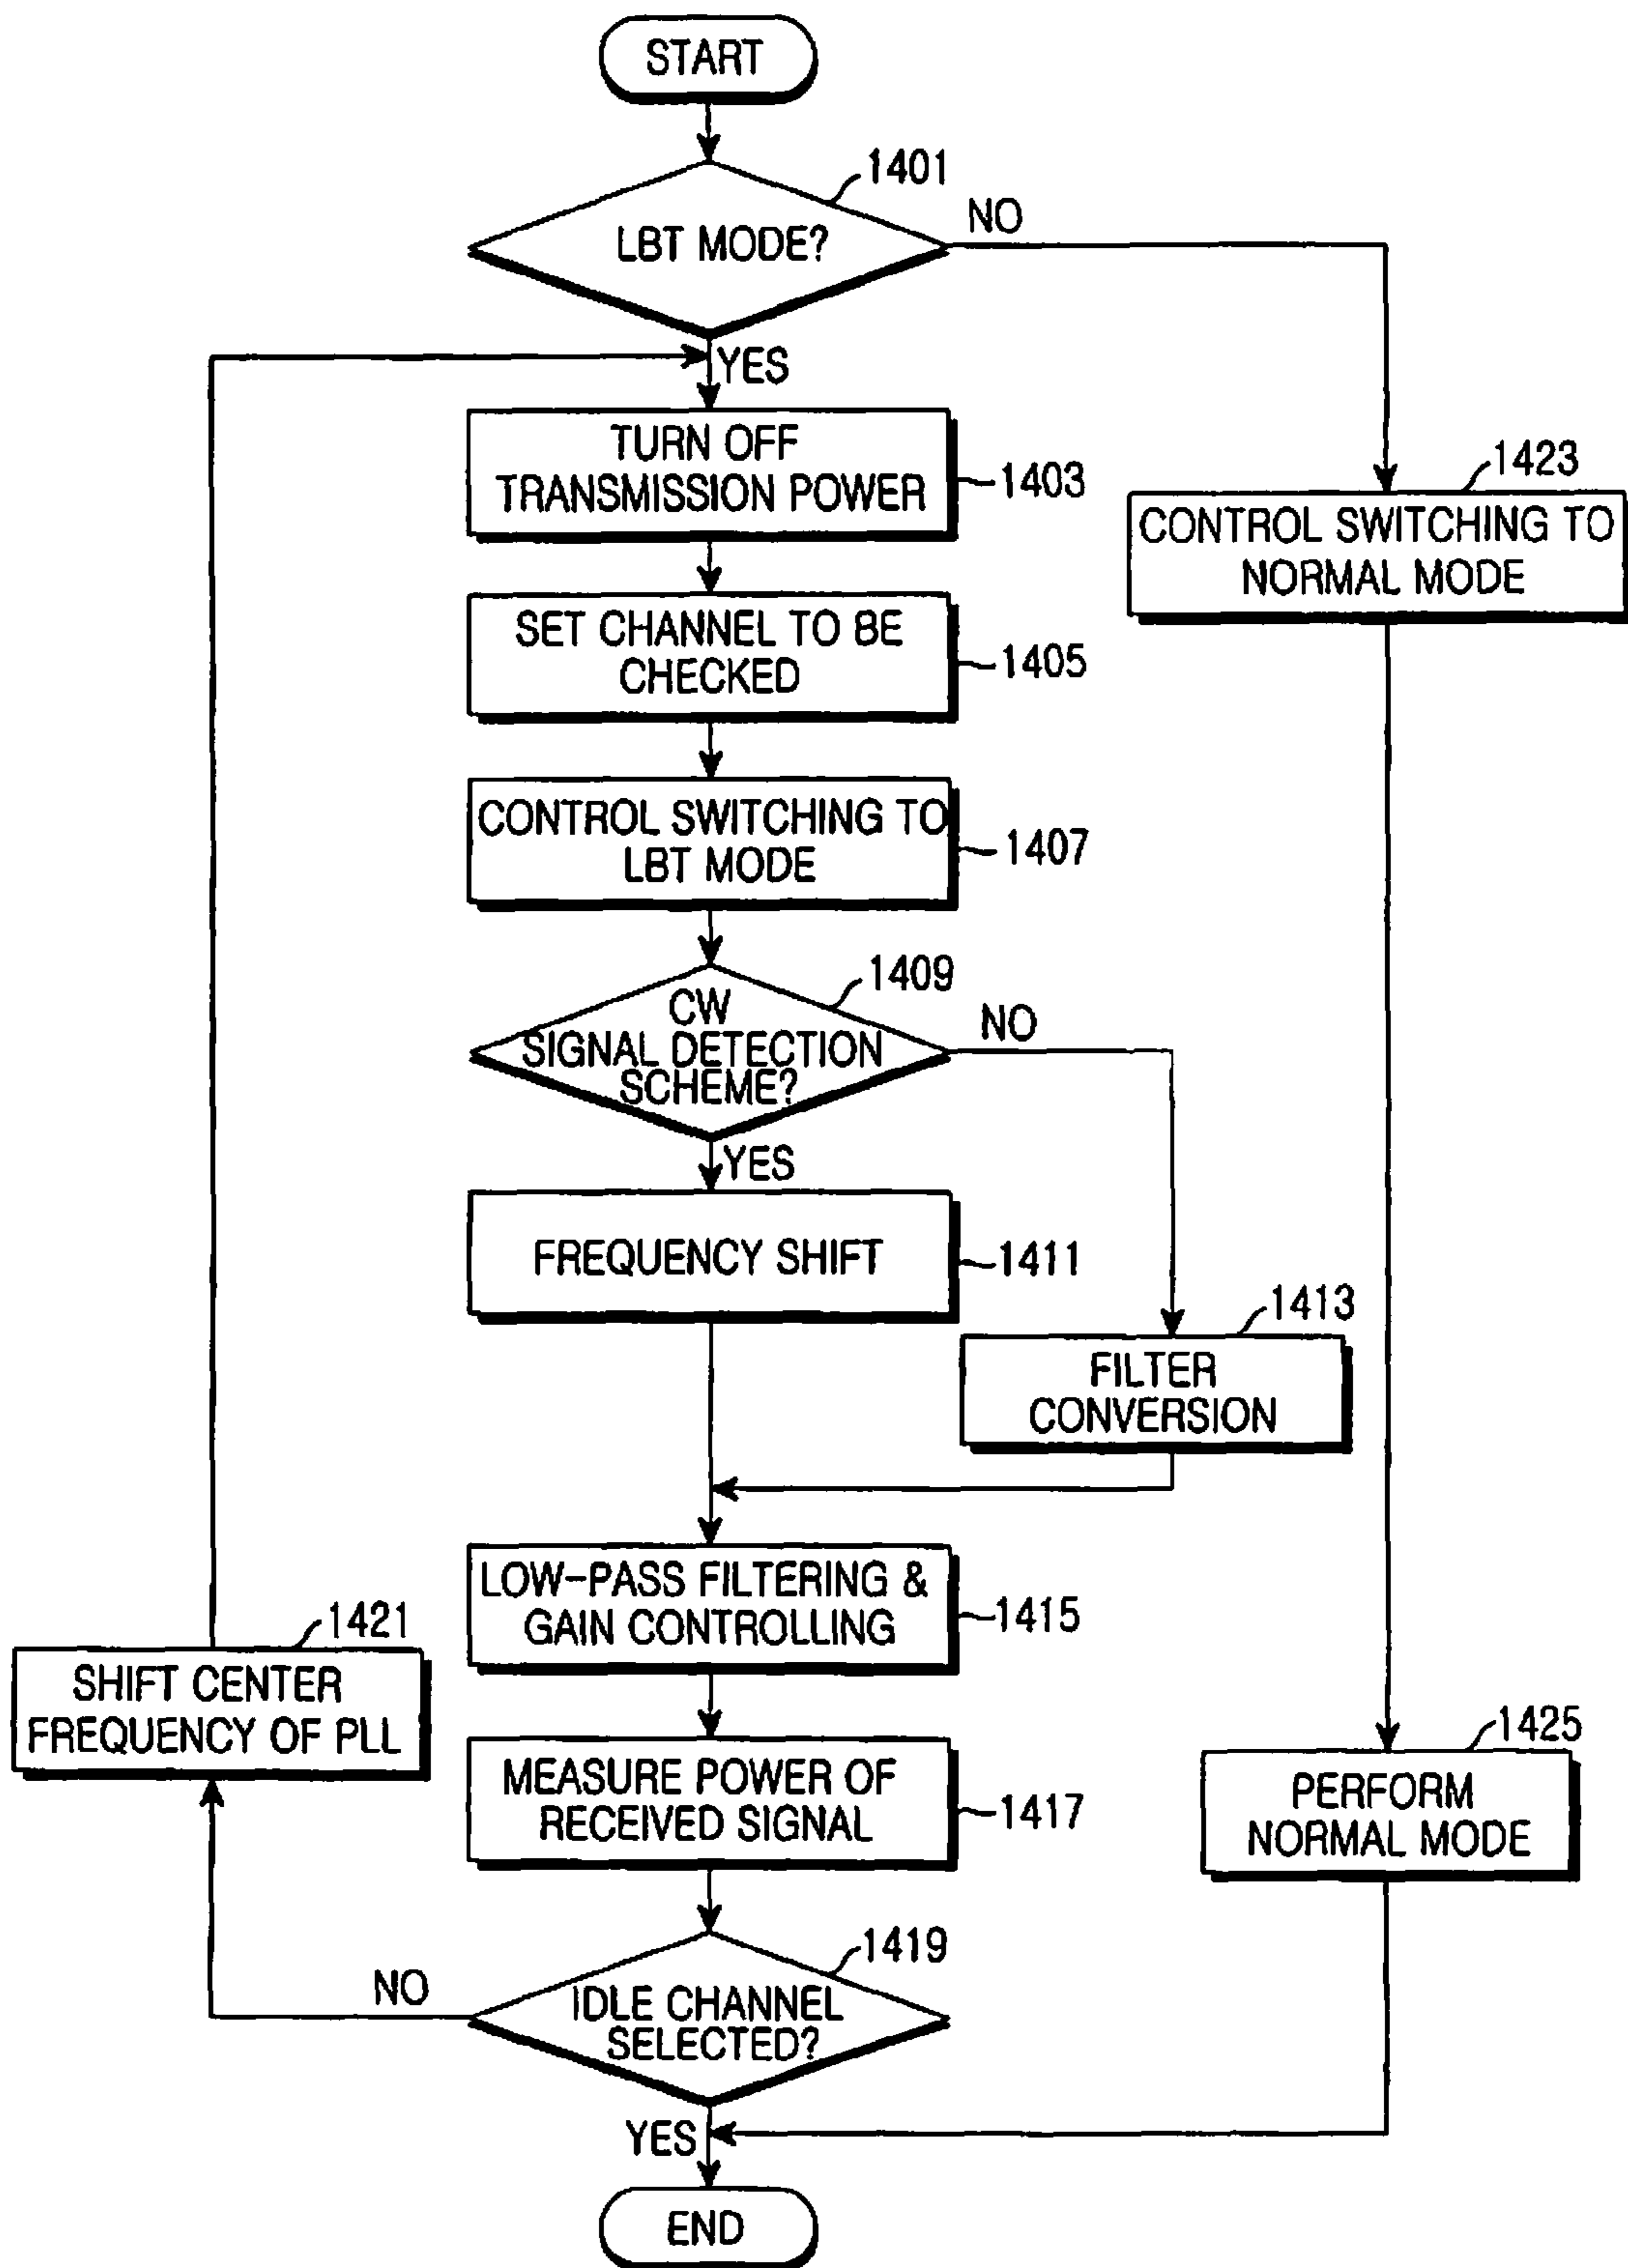 START
1401
LBT MODE?
NO
YES
TURN OFF
TRANSMISSION POWER
1403
1423
CONTROL SWITCHING TO
NORMAL MODE
SET CHANNEL TO BE
CHECKED
1405
CONTROL SWITCHING TO
LBT MODE
1407
1409
CW
SIGNAL DETECTION
SCHEME?
NO
YES
FREQUENCY SHIFT
1411
1413
FILTER
CONVERSION
LOW-PASS FILTERING &
GAIN CONTROLLING
1415
1421
SHIFT CENTER
FREQUENCY OF PLL
MEASURE POWER OF
RECEIVED SIGNAL
1417
1425
PERFORM
NORMAL MODE
1419
IDLE CHANNEL
SELECTED?
NO
YES
END